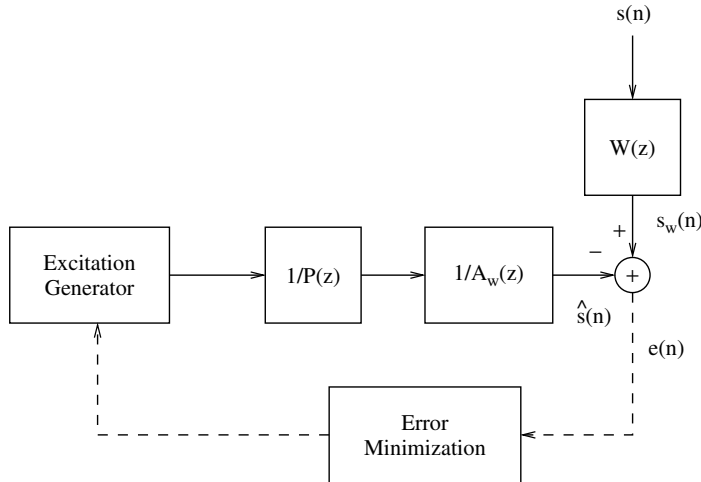 s(n)
W(z)
s_w(n)
+
−
Excitation
Generator
1/P(z)
1/A_w(z)
+
ŝ(n)
e(n)
Error
Minimization